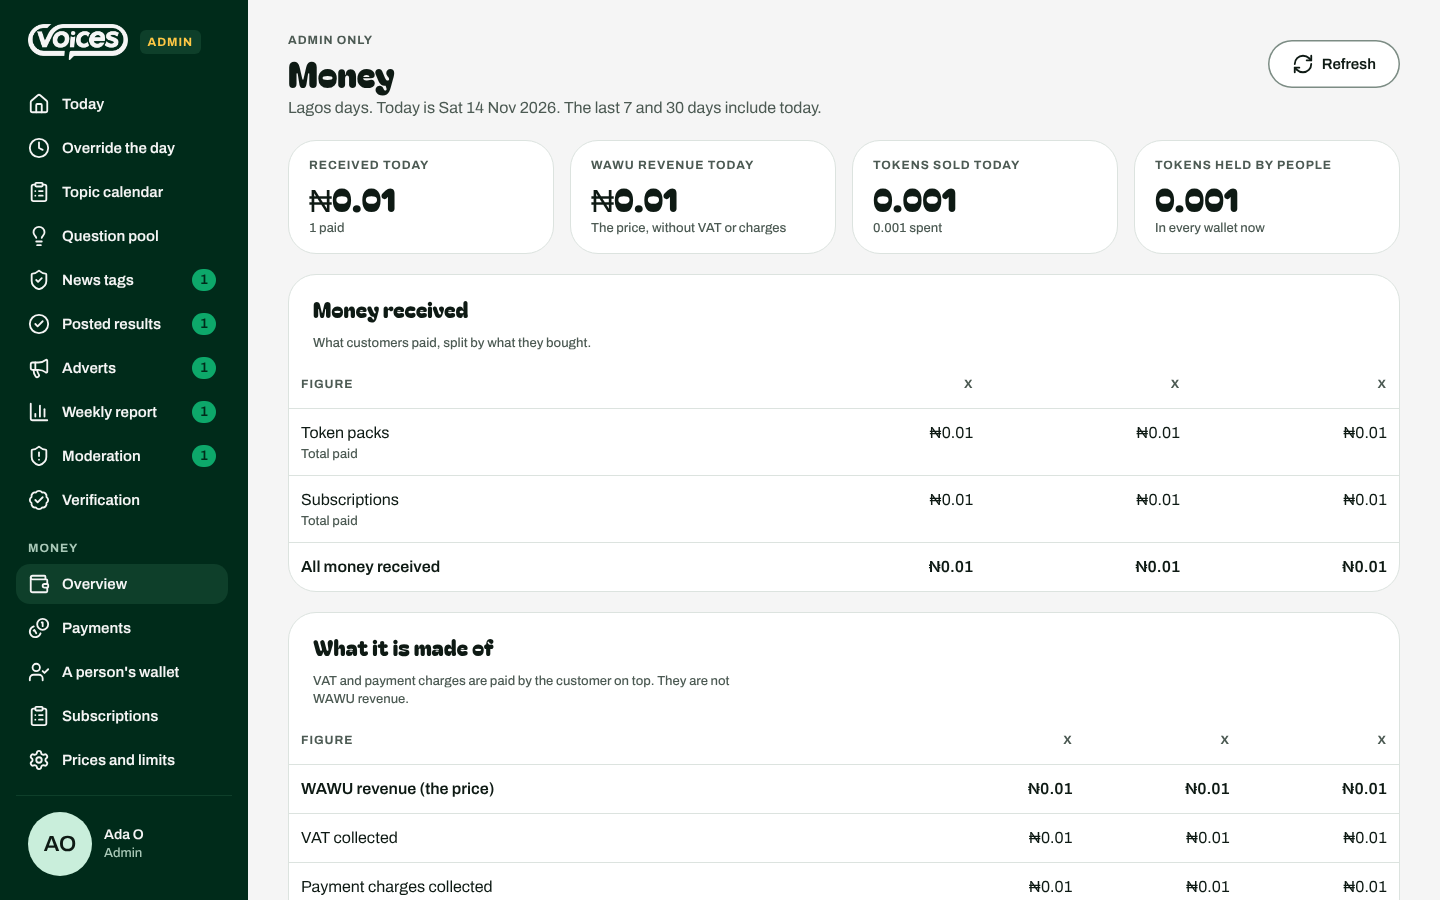 Voices
ADMIN
Today
Override the day
Topic calendar
Question pool
News tags 1
Posted results 1
Adverts 1
Weekly report 1
Moderation 1
Verification
MONEY
Overview
Payments
A person's wallet
Subscriptions
Prices and limits
AO
Ada O
Admin
ADMIN ONLY
Money
Lagos days. Today is Sat 14 Nov 2026. The last 7 and 30 days include today.
Refresh
RECEIVED TODAY
₦0.01
1 paid
WAWU REVENUE TODAY
₦0.01
The price, without VAT or charges
TOKENS SOLD TODAY
0.001
0.001 spent
TOKENS HELD BY PEOPLE
0.001
In every wallet now
Money received
What customers paid, split by what they bought.
FIGURE X X X
Token packs ₦0.01 ₦0.01 ₦0.01
Total paid
Subscriptions ₦0.01 ₦0.01 ₦0.01
Total paid
All money received ₦0.01 ₦0.01 ₦0.01
What it is made of
VAT and payment charges are paid by the customer on top. They are not
WAWU revenue.
FIGURE X X X
WAWU revenue (the price) ₦0.01 ₦0.01 ₦0.01
VAT collected ₦0.01 ₦0.01 ₦0.01
Payment charges collected ₦0.01 ₦0.01 ₦0.01